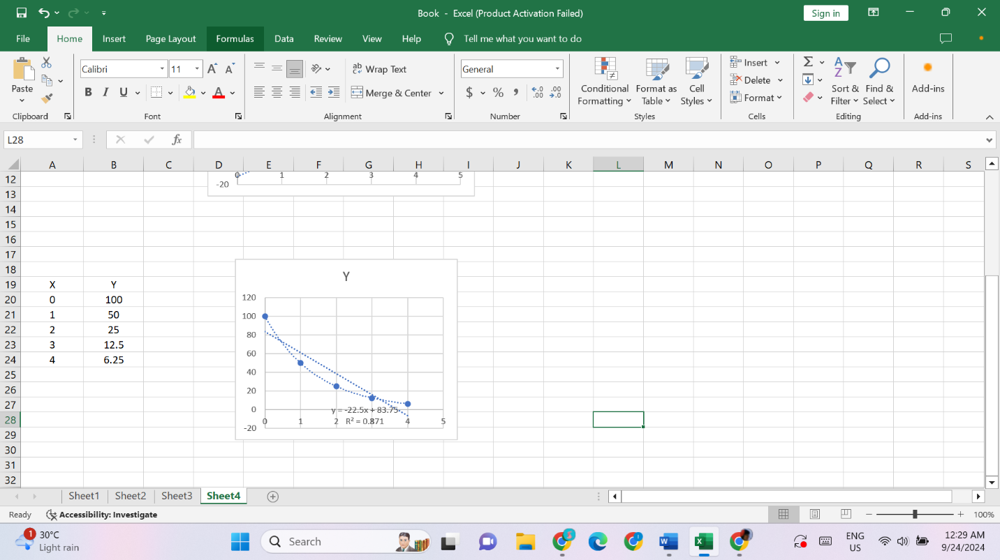 Book - Excel (Product Activation Failed)
Sign in
File Home Insert Page Layout Formulas Data Review View Help Tell me what you want to do
Paste
Clipboard
Calibri 11
B I U A
Font
Wrap Text
Merge & Center
Alignment
General
$ % , .00 .0
Number
Conditional Formatting
Format as Table
Cell Styles
Styles
Insert
Delete
Format
Cells
Sort & Filter
Find & Select
Editing
Add-ins
Add-ins
L28 fx
A B C D E F G H I J K L M N O P Q R S
12
0 1 2 3 4 5
-20
13
14
15
16
17
18
19 X Y
20 0 100
21 1 50
22 2 25
23 3 12.5
24 4 6.25
25
26
27
28
29
30
31
32
Y
120
100
80
60
40
20
0
-20
0 1 2 3 4 5
y = -22.5x + 83.75
R² = 0.871
Sheet1 Sheet2 Sheet3 Sheet4
Ready Accessibility: Investigate 100%
1 30°C
Light rain
Search
ENG
US
12:29 AM
9/24/2024